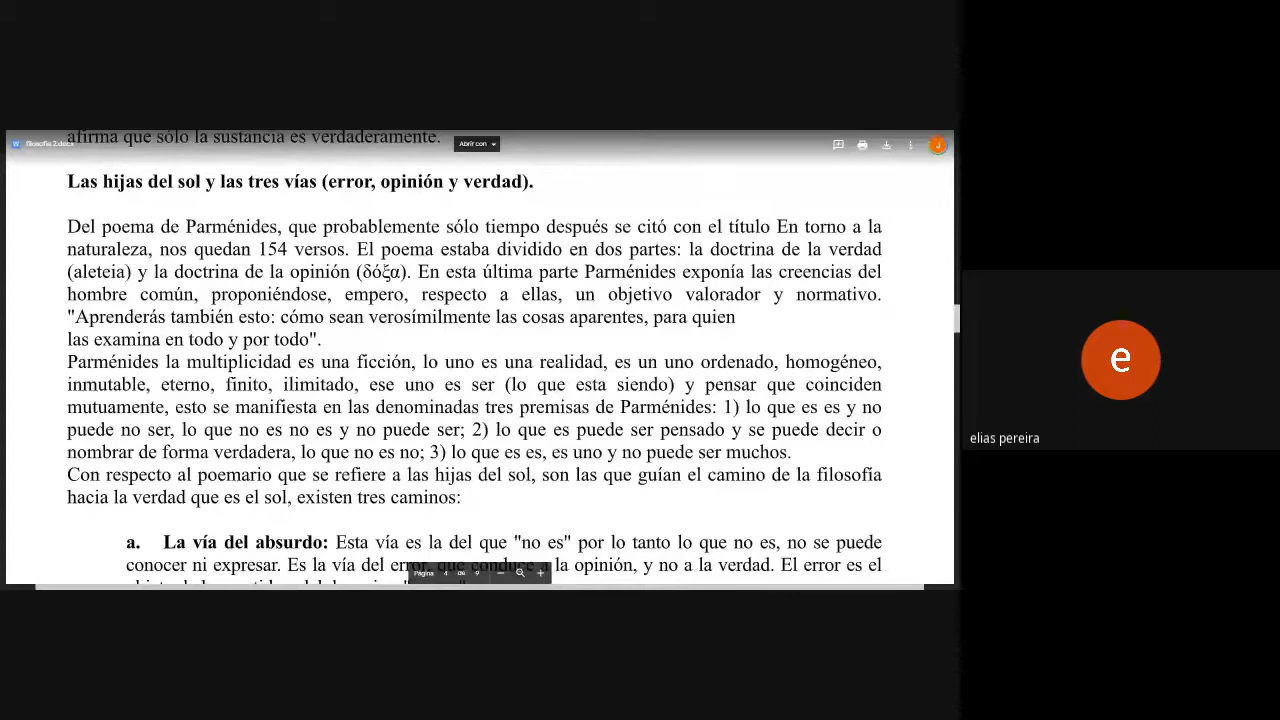 afirma que sólo la sustancia es verdaderamente.
filosofia 2.docx
Abrir con
J
Las hijas del sol y las tres vías (error, opinión y verdad).
Del poema de Parménides, que probablemente sólo tiempo después se citó con el título En torno a la
naturaleza, nos quedan 154 versos. El poema estaba dividido en dos partes: la doctrina de la verdad
(aleteia) y la doctrina de la opinión (δόξα). En esta última parte Parménides exponía las creencias del
hombre común, proponiéndose, empero, respecto a ellas, un objetivo valorador y normativo.
"Aprenderás también esto: cómo sean verosímilmente las cosas aparentes, para quien
las examina en todo y por todo".
Parménides la multiplicidad es una ficción, lo uno es una realidad, es un uno ordenado, homogéneo,
inmutable, eterno, finito, ilimitado, ese uno es ser (lo que esta siendo) y pensar que coinciden
mutuamente, esto se manifiesta en las denominadas tres premisas de Parménides: 1) lo que es es y no
puede no ser, lo que no es no es y no puede ser; 2) lo que es puede ser pensado y se puede decir o
nombrar de forma verdadera, lo que no es no; 3) lo que es es, es uno y no puede ser muchos.
Con respecto al poemario que se refiere a las hijas del sol, son las que guían el camino de la filosofía
hacia la verdad que es el sol, existen tres caminos:
a. La vía del absurdo: Esta vía es la del que "no es" por lo tanto lo que no es, no se puede
conocer ni expresar. Es la vía del error, que conduce a la opinión, y no a la verdad. El error es el
Página 4 de 9
e
elias pereira